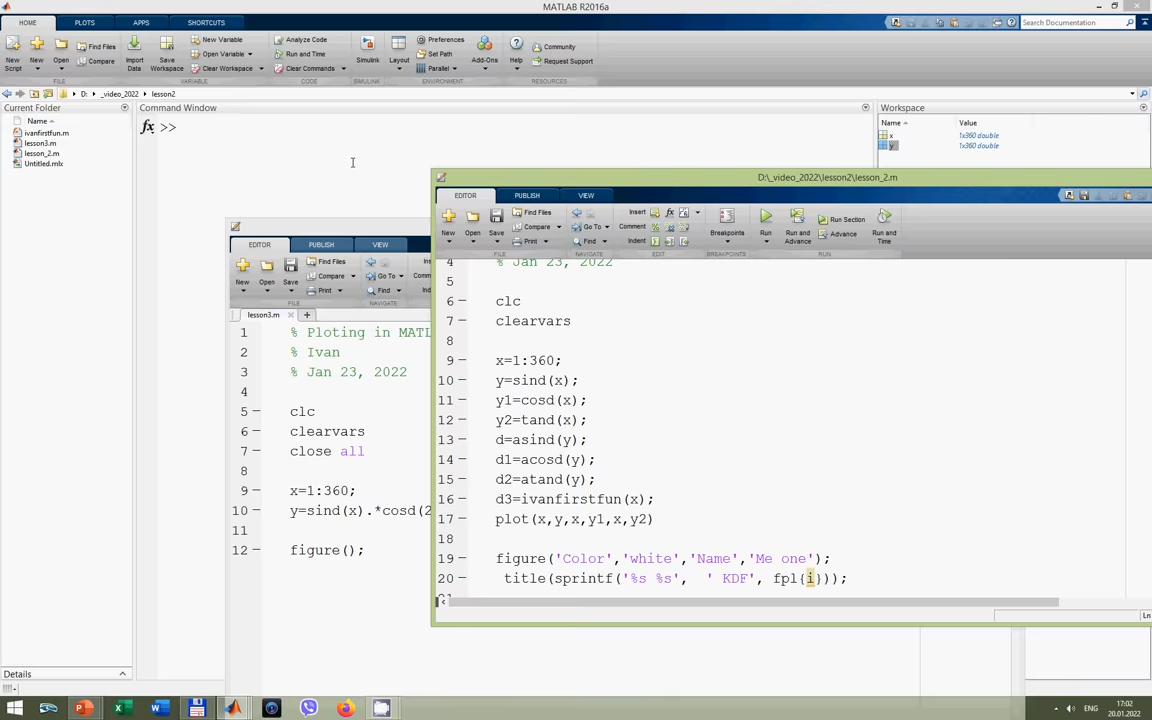 MATLAB R2016a
HOME PLOTS APPS SHORTCUTS
Search Documentation
New Script
New
Open
Find Files
Compare
Import Data
Save Workspace
New Variable
Open Variable
Clear Workspace
Analyze Code
Run and Time
Clear Commands
Simulink
Layout
Preferences
Set Path
Parallel
Add-Ons
Help
Community
Request Support
FILE VARIABLE CODE SIMULINK ENVIRONMENT RESOURCES
D: ▸ _video_2022 ▸ lesson2
Current Folder
Name
ivanfirstfun.m
lesson3.m
lesson_2.m
Untitled.mlx
Details
Command Window
fx >>
Workspace
Name Value
x 1x360 double
y 1x360 double
EDITOR PUBLISH VIEW
New Open Save
Find Files
Compare
Print
Go To
Find
FILE
lesson3.m
1 % Ploting in MATL
2 % Ivan
3 % Jan 23, 2022
4
5 clc
6 clearvars
7 close all
8
9 x=1:360;
10 y=sind(x).*cosd(2
11
12 figure();
D:\_video_2022\lesson2\lesson_2.m
EDITOR PUBLISH VIEW
New Open Save
Find Files
Compare
Print
Go To
Find
Insert
Comment
Indent
Breakpoints
Run
Run and Advance
Run Section
Advance
Run and Time
FILE NAVIGATE EDIT BREAKPOINTS RUN
4 % Jan 23, 2022
5
6 clc
7 clearvars
8
9 x=1:360;
10 y=sind(x);
11 y1=cosd(x);
12 y2=tand(x);
13 d=asind(y);
14 d1=acosd(y);
15 d2=atand(y);
16 d3=ivanfirstfun(x);
17 plot(x,y,x,y1,x,y2)
18
19 figure('Color','white','Name','Me one');
20 title(sprintf('%s %s', ' KDF', fpl{i}));
Ln
ENG
17:02
20.01.2022